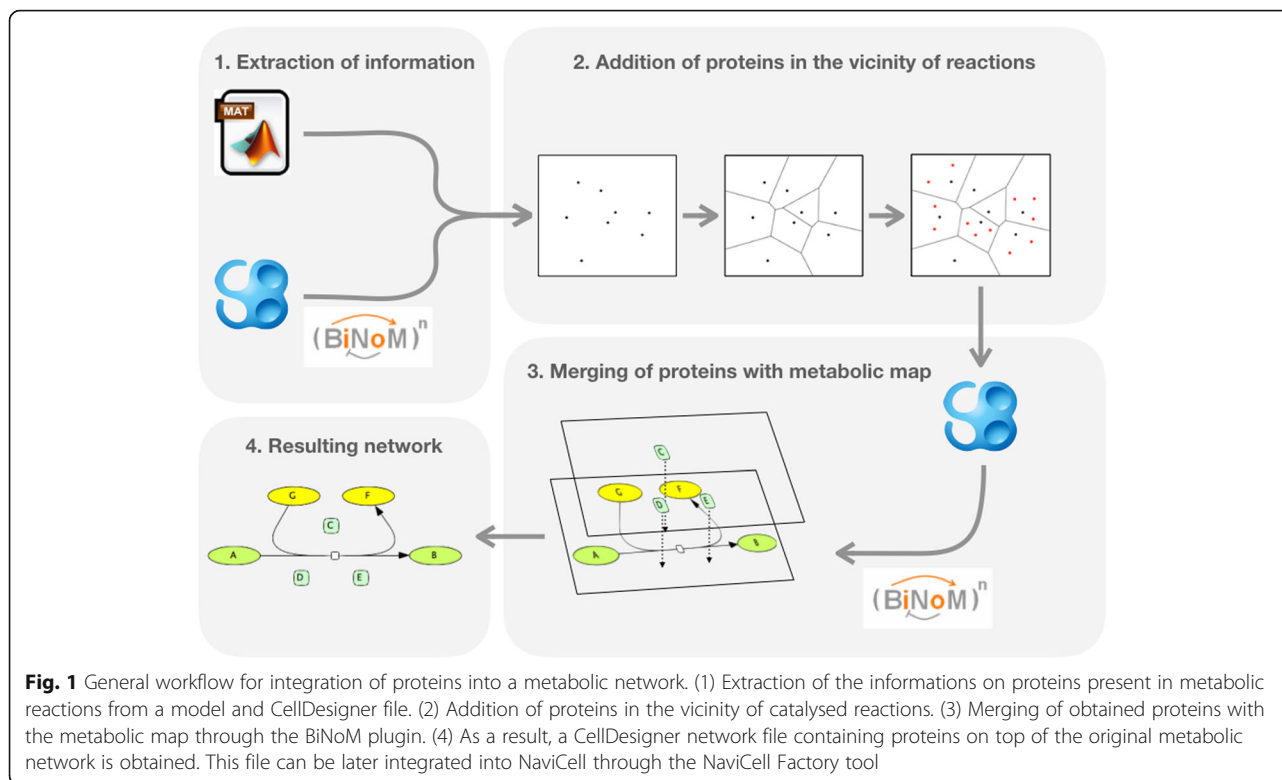 1. Extraction of information
MAT
(BiNoM)n
2. Addition of proteins in the vicinity of reactions
3. Merging of proteins with metabolic map
C
G
F
D
E
A
B
(BiNoM)n
4. Resulting network
G
F
C
A
B
D
E
Fig. 1 General workflow for integration of proteins into a metabolic network. (1) Extraction of the informations on proteins present in metabolic
reactions from a model and CellDesigner file. (2) Addition of proteins in the vicinity of catalysed reactions. (3) Merging of obtained proteins with
the metabolic map through the BiNoM plugin. (4) As a result, a CellDesigner network file containing proteins on top of the original metabolic
network is obtained. This file can be later integrated into NaviCell through the NaviCell Factory tool